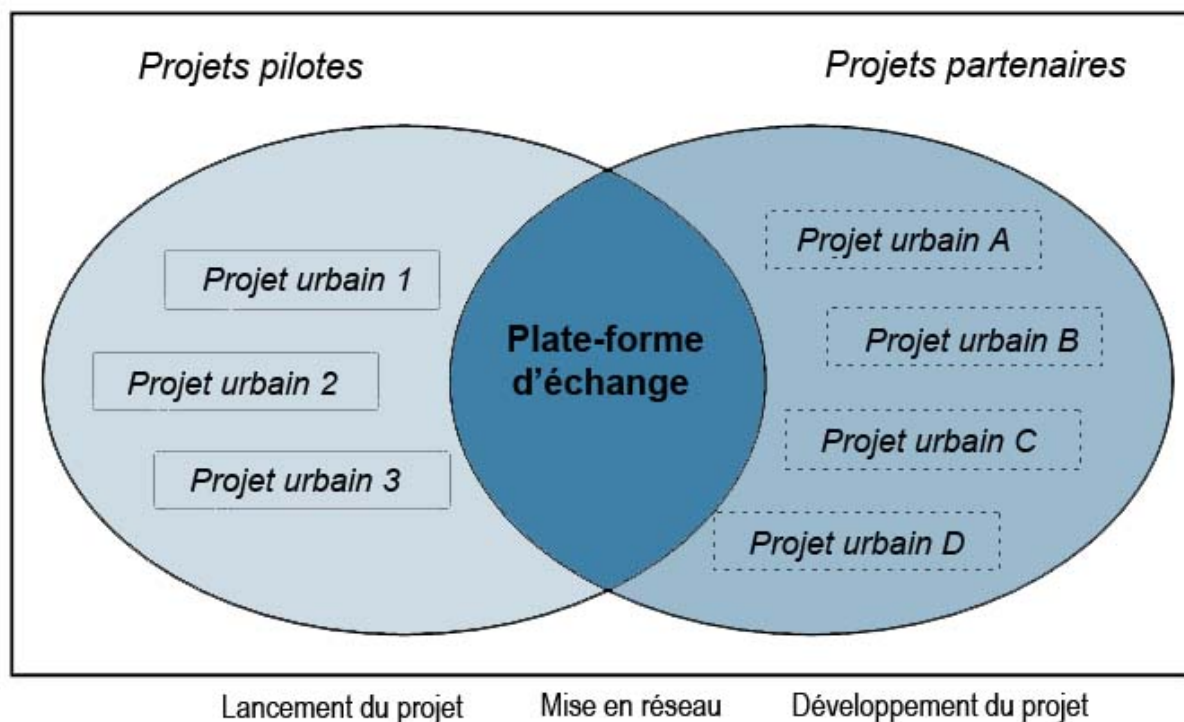 Projets pilotes
Projets partenaires
Projet urbain 1
Projet urbain 2
Projet urbain 3
Plate-forme
d'échange
Projet urbain A
Projet urbain B
Projet urbain C
Projet urbain D
Lancement du projet
Mise en réseau
Développement du projet